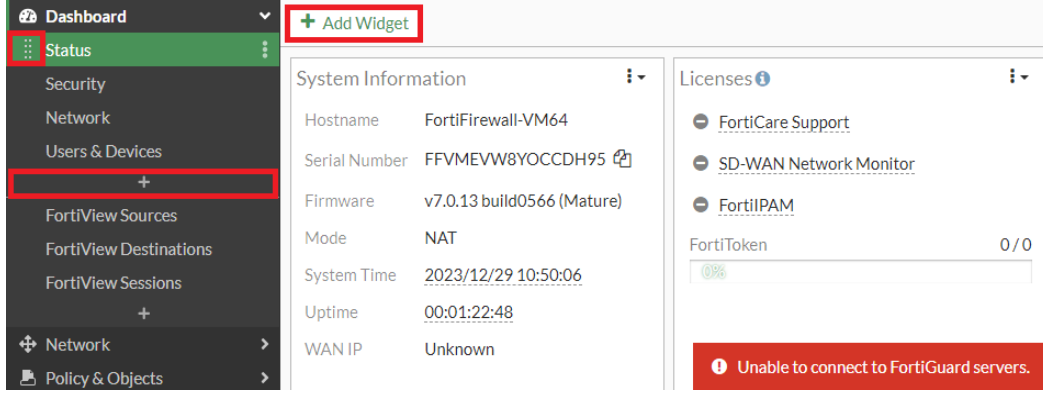 Dashboard
Status
Security
Network
Users & Devices
+
FortiView Sources
FortiView Destinations
FortiView Sessions
+
Network
Policy & Objects
+ Add Widget
System Information
Hostname FortiFirewall-VM64
Serial Number FFVMEVW8YOCCDH95
Firmware v7.0.13 build0566 (Mature)
Mode NAT
System Time 2023/12/29 10:50:06
Uptime 00:01:22:48
WAN IP Unknown
Licenses
FortiCare Support
SD-WAN Network Monitor
FortiIPAM
FortiToken 0/0
0%
Unable to connect to FortiGuard servers.